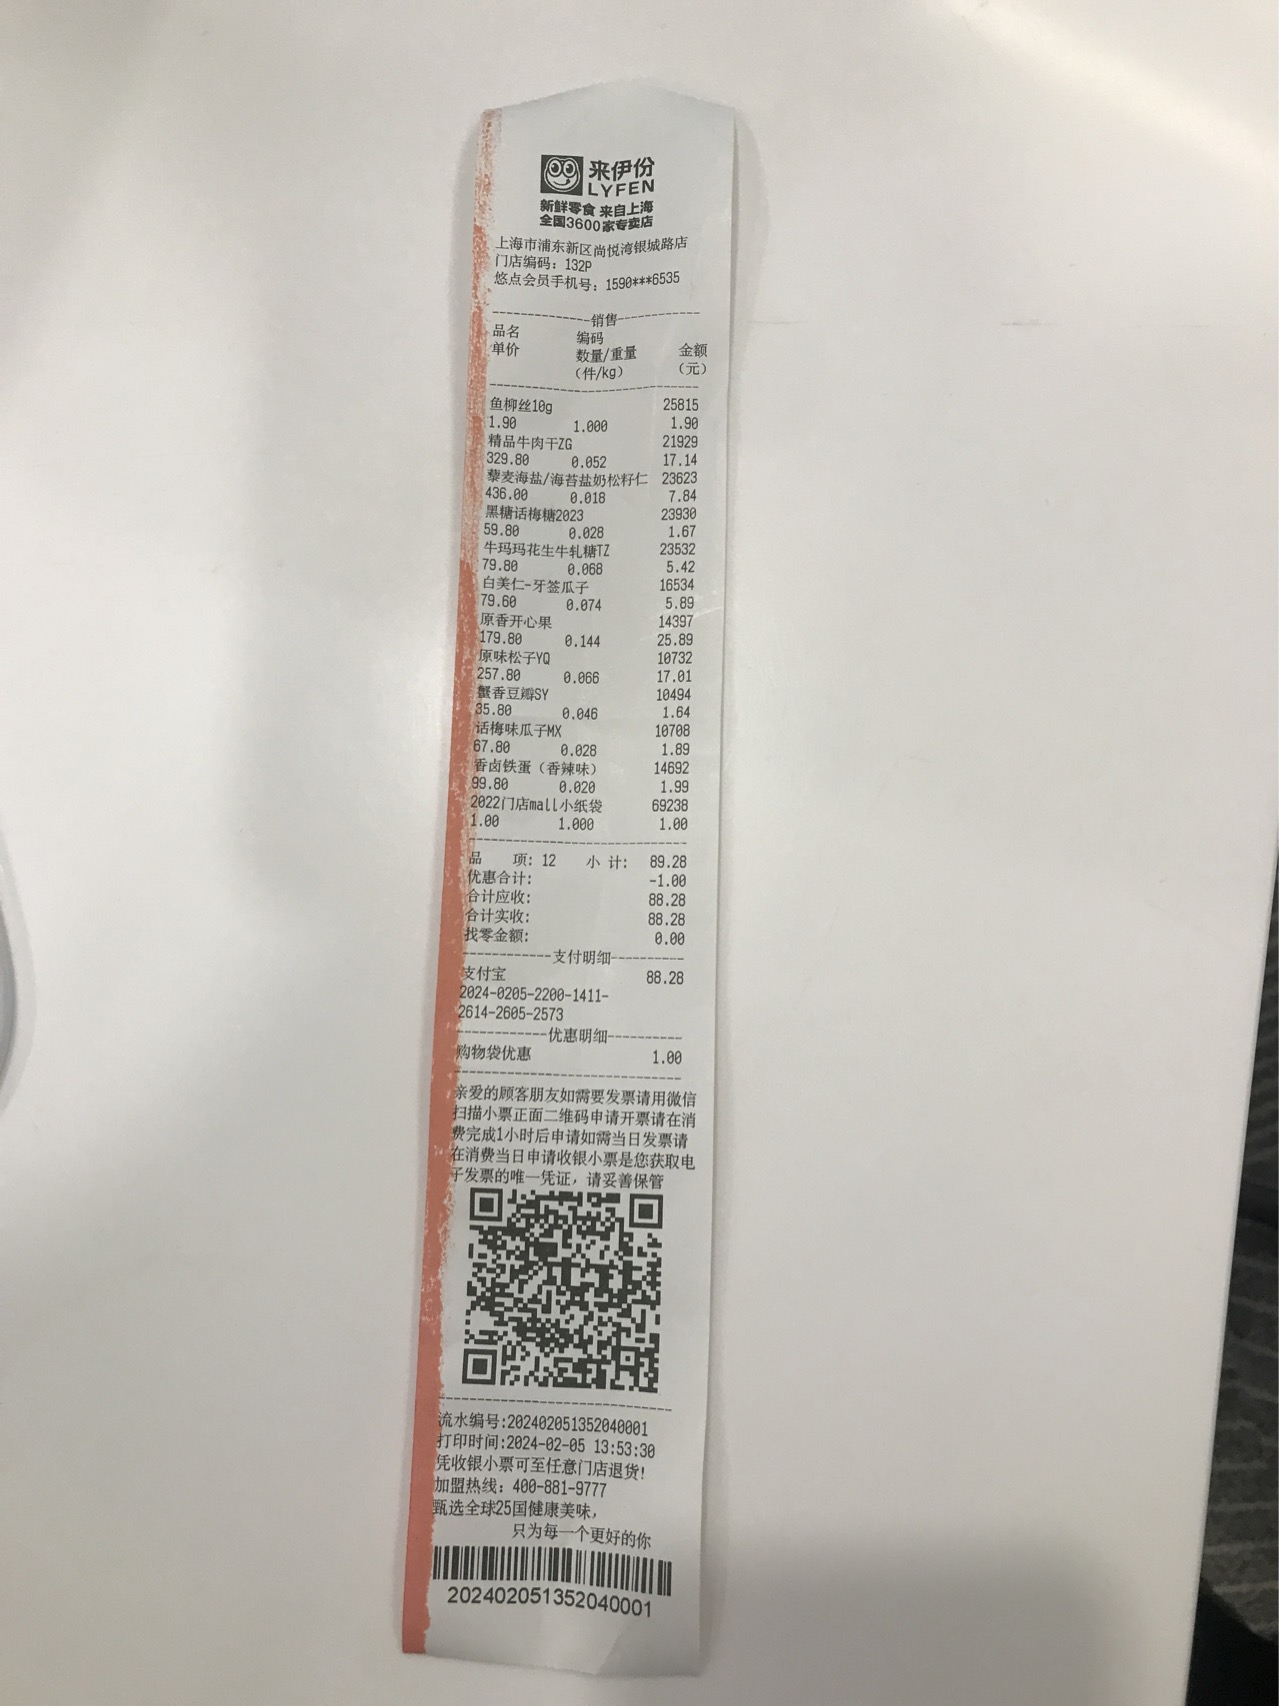 来伊份
LYFEN
新鲜零食 来自上海
全国3600家专卖店
上海市浦东新区尚悦湾银城路店
门店编码：132P
悠点会员手机号：1590***6535
--------------销售------------
品名 编码 金额
单价 数量/重量 （元）
（件/kg）
鱼柳丝10g 25815
1.90 1.000 1.90
精品牛肉干ZG 21929
329.80 0.052 17.14
藜麦海盐/海苔盐奶松籽仁 23623
436.00 0.018 7.84
黑糖话梅糖2023 23930
59.80 0.028 1.67
牛玛玛花生牛轧糖TZ 23532
79.80 0.068 5.42
白美仁-牙签瓜子 16534
79.60 0.074 5.89
原香开心果 14397
179.80 0.144 25.89
原味松子YQ 10732
257.80 0.066 17.01
蟹香豆瓣SY 10494
35.80 0.046 1.64
话梅味瓜子MX 10708
67.80 0.028 1.89
香卤铁蛋（香辣味） 14692
99.80 0.020 1.99
2022门店mall小纸袋 69238
1.00 1.000 1.00
品 项: 12 小 计: 89.28
优惠合计: -1.00
合计应收: 88.28
合计实收: 88.28
找零金额: 0.00
------------支付明细----------
支付宝 88.28
2024-0205-2200-1411-
2614-2605-2573
------------优惠明细----------
购物袋优惠 1.00
亲爱的顾客朋友如需要发票请用微信
扫描小票正面二维码申请开票请在消
费完成1小时后申请如需当日发票请
在消费当日申请收银小票是您获取电
子发票的唯一凭证，请妥善保管
流水编号:202402051352040001
打印时间:2024-02-05 13:53:30
凭收银小票可至任意门店退货!
加盟热线：400-881-9777
甄选全球25国健康美味，
只为每一个更好的你
202402051352040001